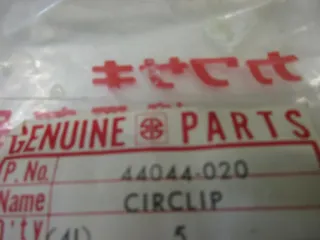 カワサキ
GENUINE PARTS
P. No. 44044-020
Name CIRCLIP
Q'ty 5